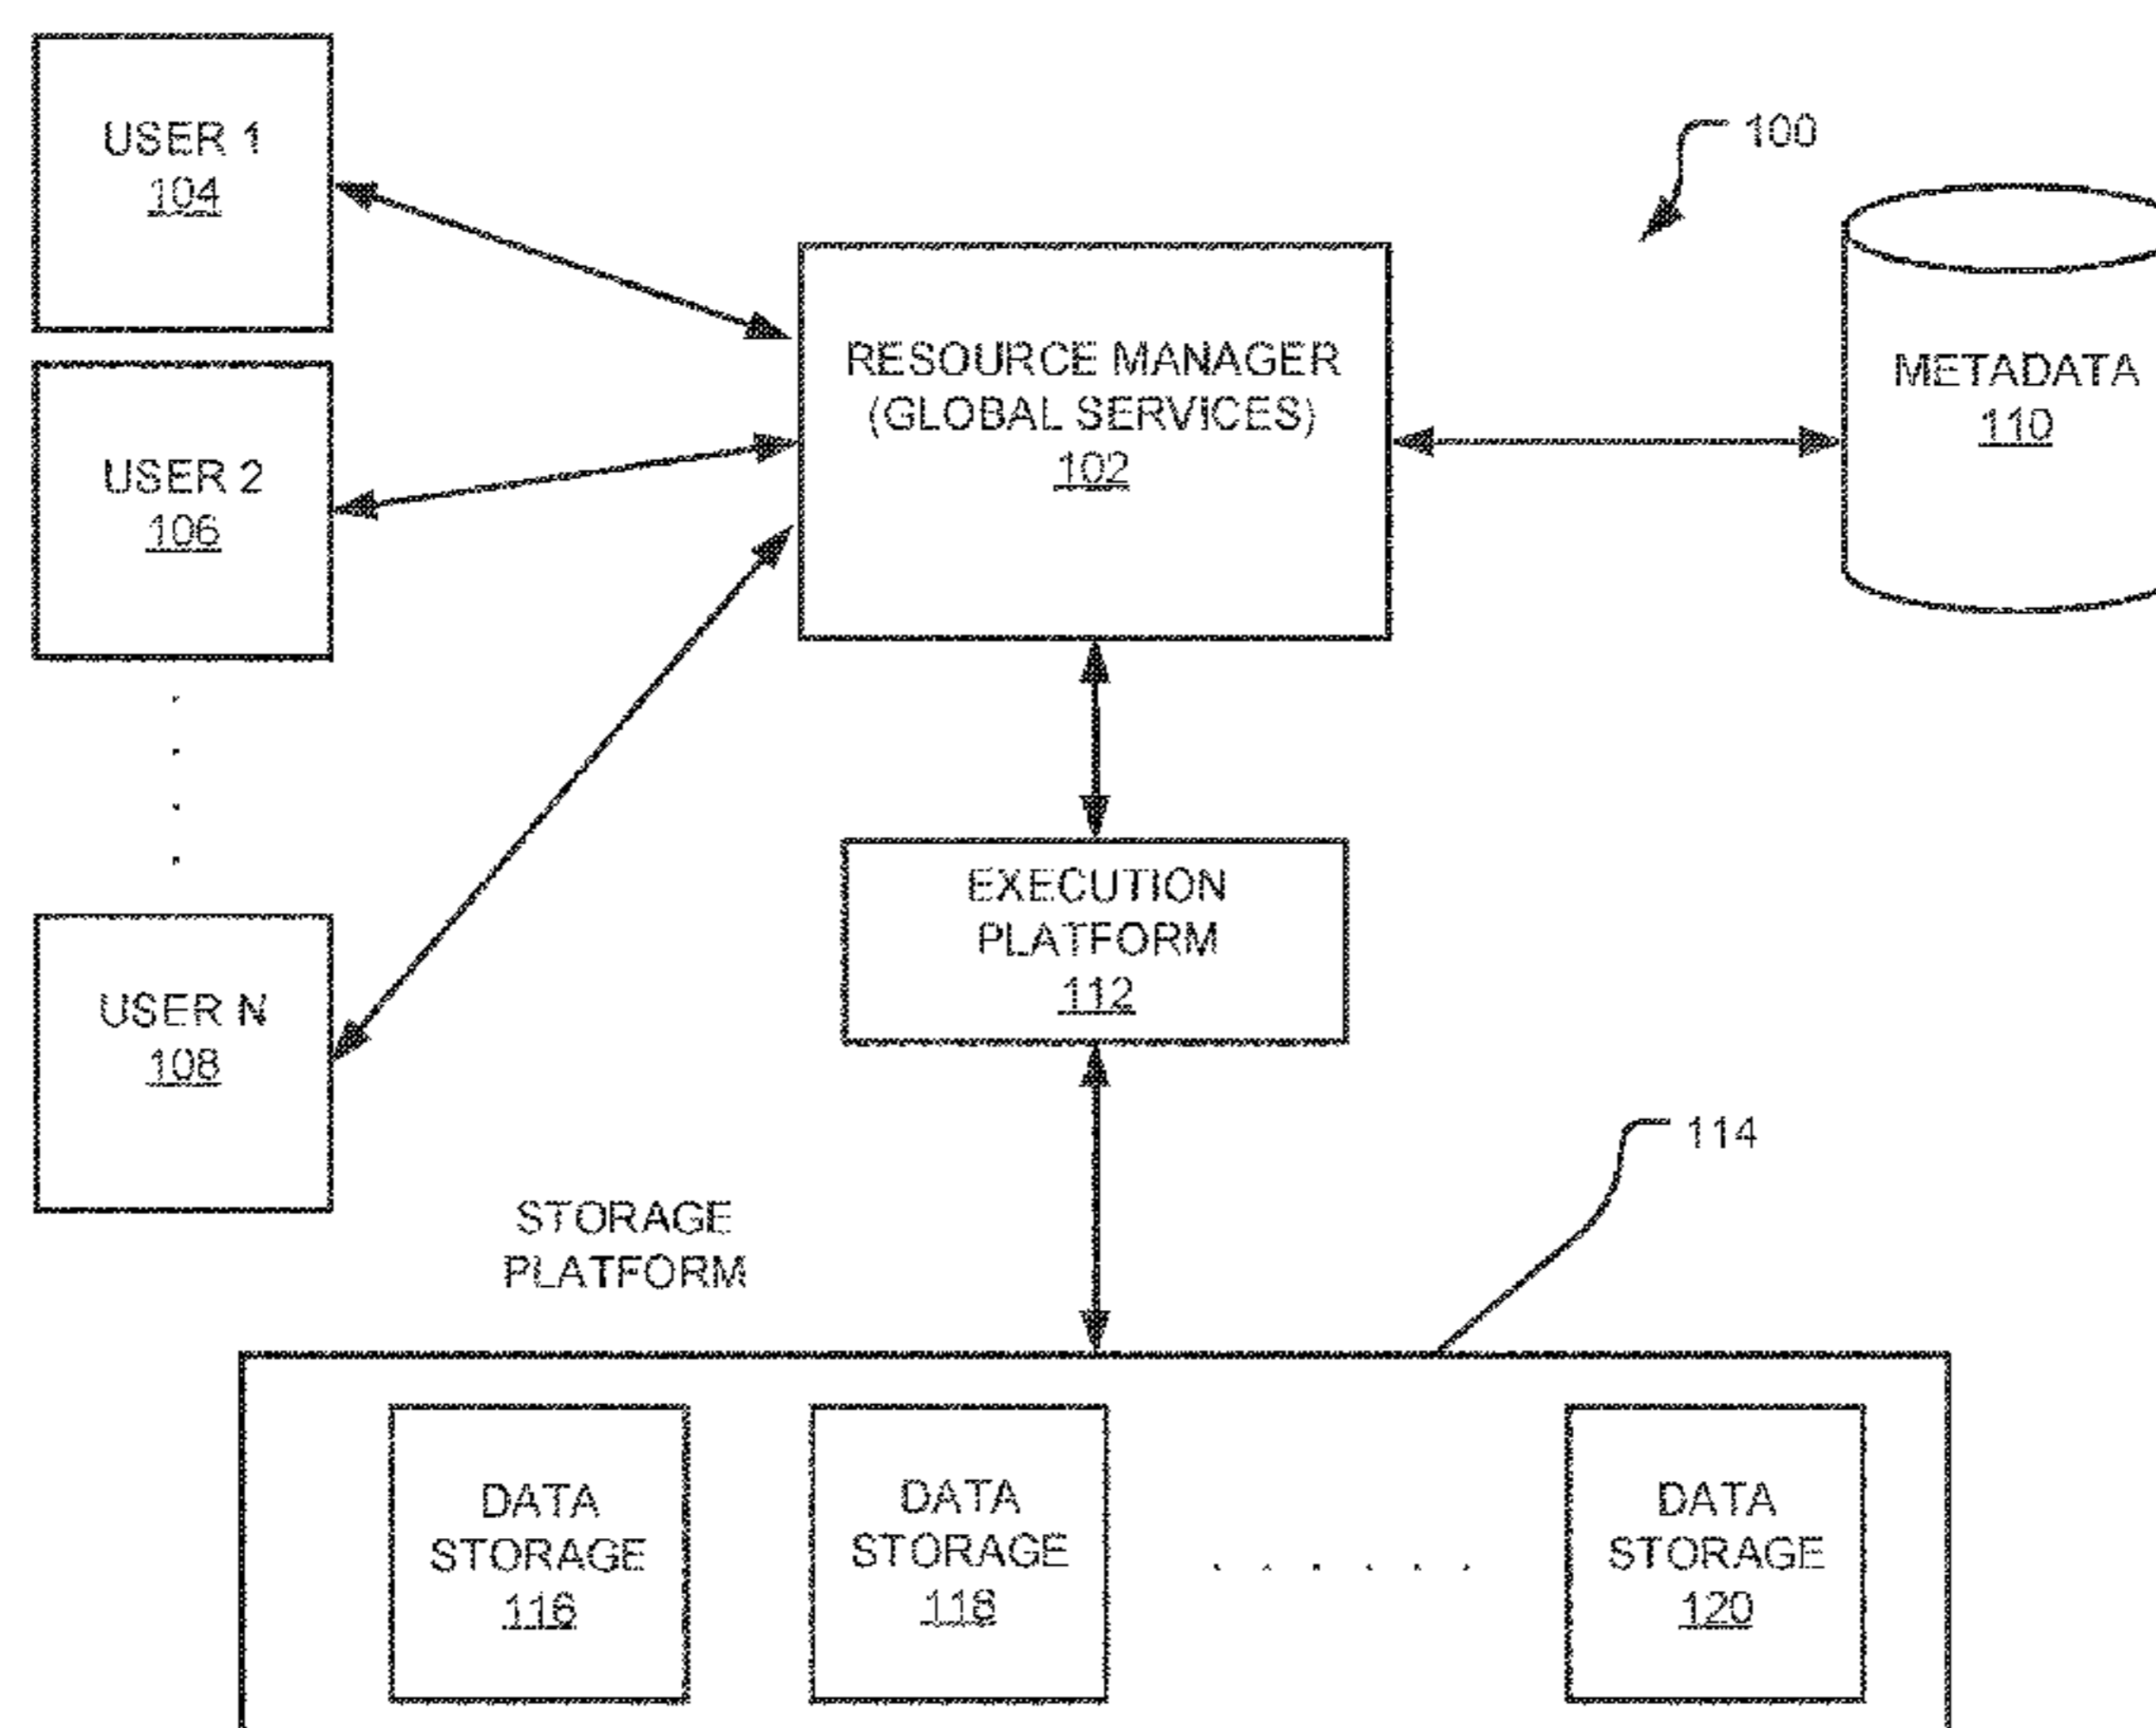 USER 1
104
100
USER 2
106
RESOURCE MANAGER
(GLOBAL SERVICES)
102
METADATA
110
EXECUTION
PLATFORM
112
USER N
108
114
STORAGE
PLATFORM
DATA
STORAGE
116
DATA
STORAGE
118
DATA
STORAGE
120